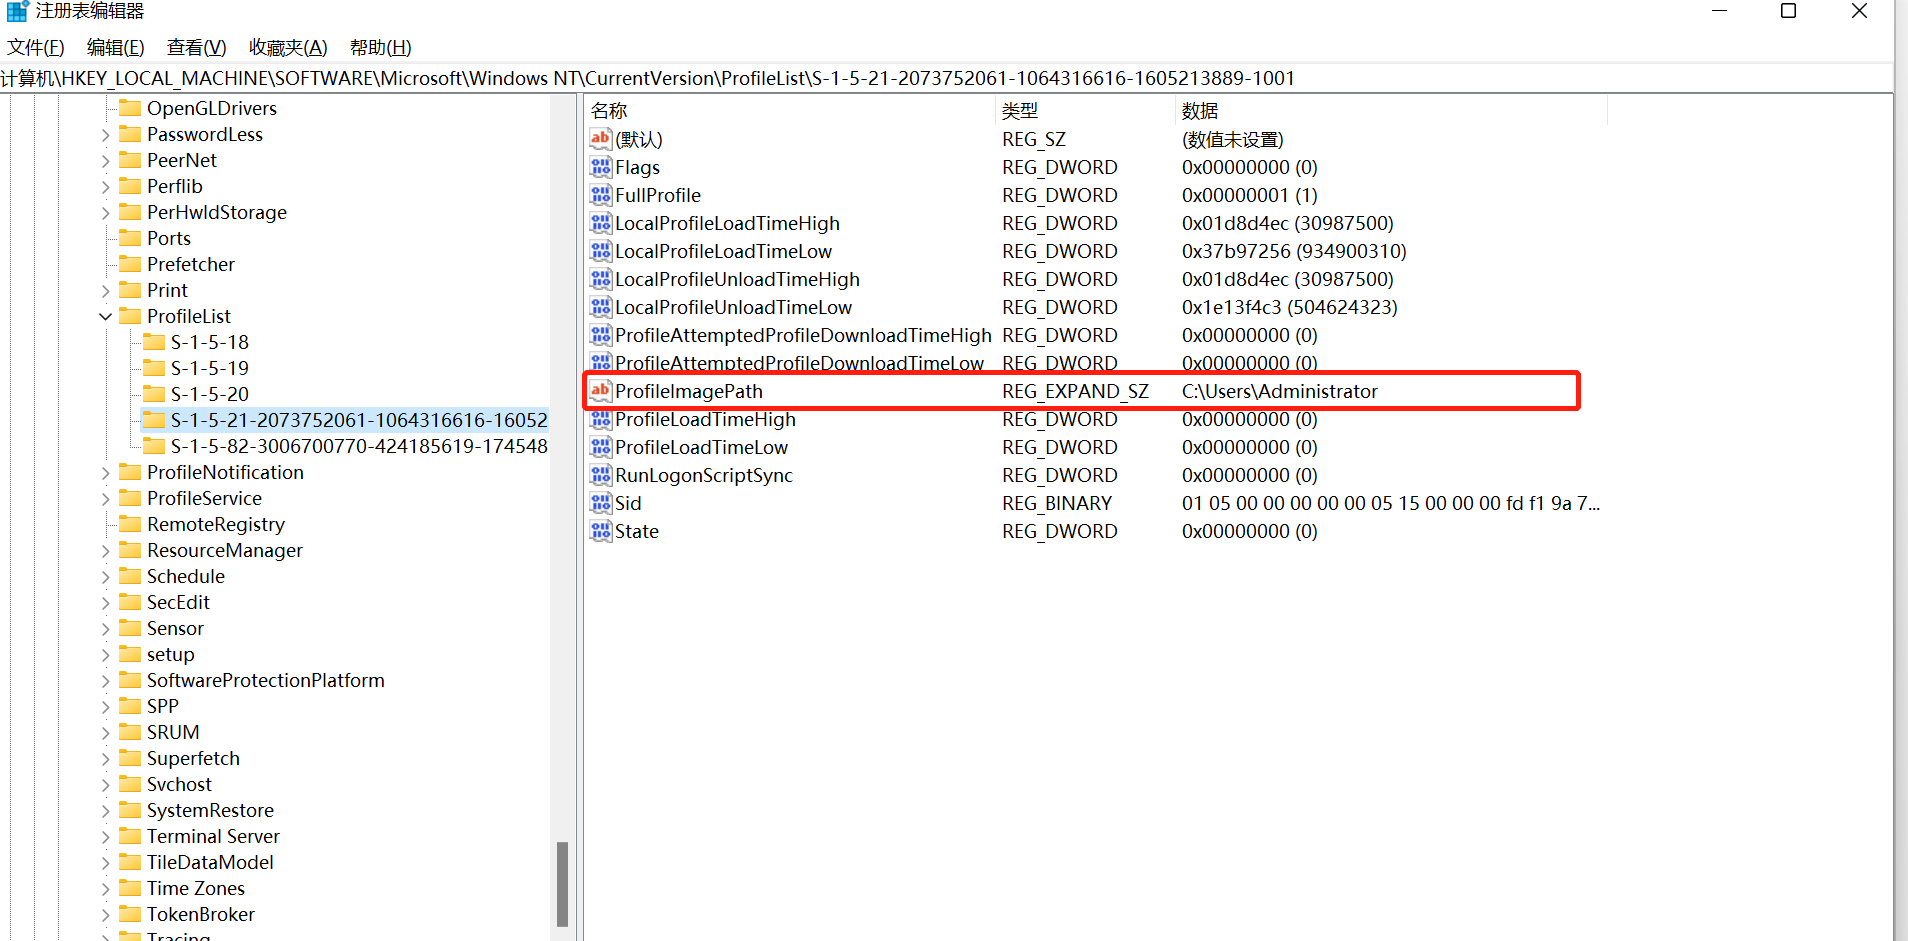 注册表编辑器
文件(F) 编辑(E) 查看(V) 收藏夹(A) 帮助(H)
计算机\HKEY_LOCAL_MACHINE\SOFTWARE\Microsoft\Windows NT\CurrentVersion\ProfileList\S-1-5-21-2073752061-1064316616-1605213889-1001
OpenGLDrivers
PasswordLess
PeerNet
Perflib
PerHwIdStorage
Ports
Prefetcher
Print
ProfileList
S-1-5-18
S-1-5-19
S-1-5-20
S-1-5-21-2073752061-1064316616-16052
S-1-5-82-3006700770-424185619-174548
ProfileNotification
ProfileService
RemoteRegistry
ResourceManager
Schedule
SecEdit
Sensor
setup
SoftwareProtectionPlatform
SPP
SRUM
Superfetch
Svchost
SystemRestore
Terminal Server
TileDataModel
Time Zones
TokenBroker
Tracing
名称 类型 数据
(默认) REG_SZ (数值未设置)
Flags REG_DWORD 0x00000000 (0)
FullProfile REG_DWORD 0x00000001 (1)
LocalProfileLoadTimeHigh REG_DWORD 0x01d8d4ec (30987500)
LocalProfileLoadTimeLow REG_DWORD 0x37b97256 (934900310)
LocalProfileUnloadTimeHigh REG_DWORD 0x01d8d4ec (30987500)
LocalProfileUnloadTimeLow REG_DWORD 0x1e13f4c3 (504624323)
ProfileAttemptedProfileDownloadTimeHigh REG_DWORD 0x00000000 (0)
ProfileAttemptedProfileDownloadTimeLow REG_DWORD 0x00000000 (0)
ProfileImagePath REG_EXPAND_SZ C:\Users\Administrator
ProfileLoadTimeHigh REG_DWORD 0x00000000 (0)
ProfileLoadTimeLow REG_DWORD 0x00000000 (0)
RunLogonScriptSync REG_DWORD 0x00000000 (0)
Sid REG_BINARY 01 05 00 00 00 00 00 05 15 00 00 00 fd f1 9a 7...
State REG_DWORD 0x00000000 (0)